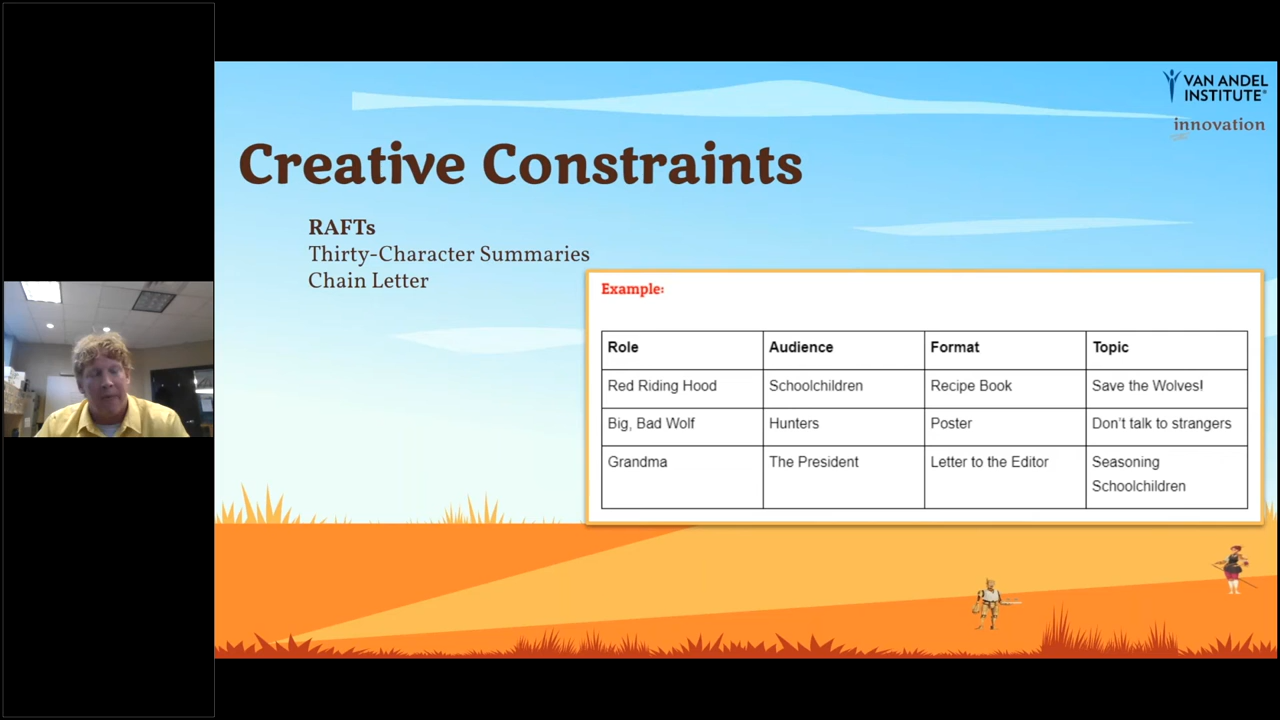 VAN ANDEL
INSTITUTE®
innovation
Creative Constraints
RAFTs
Thirty-Character Summaries
Chain Letter
Example:
Role Audience Format Topic
Red Riding Hood Schoolchildren Recipe Book Save the Wolves!
Big, Bad Wolf Hunters Poster Don't talk to strangers
Grandma The President Letter to the Editor Seasoning
Schoolchildren